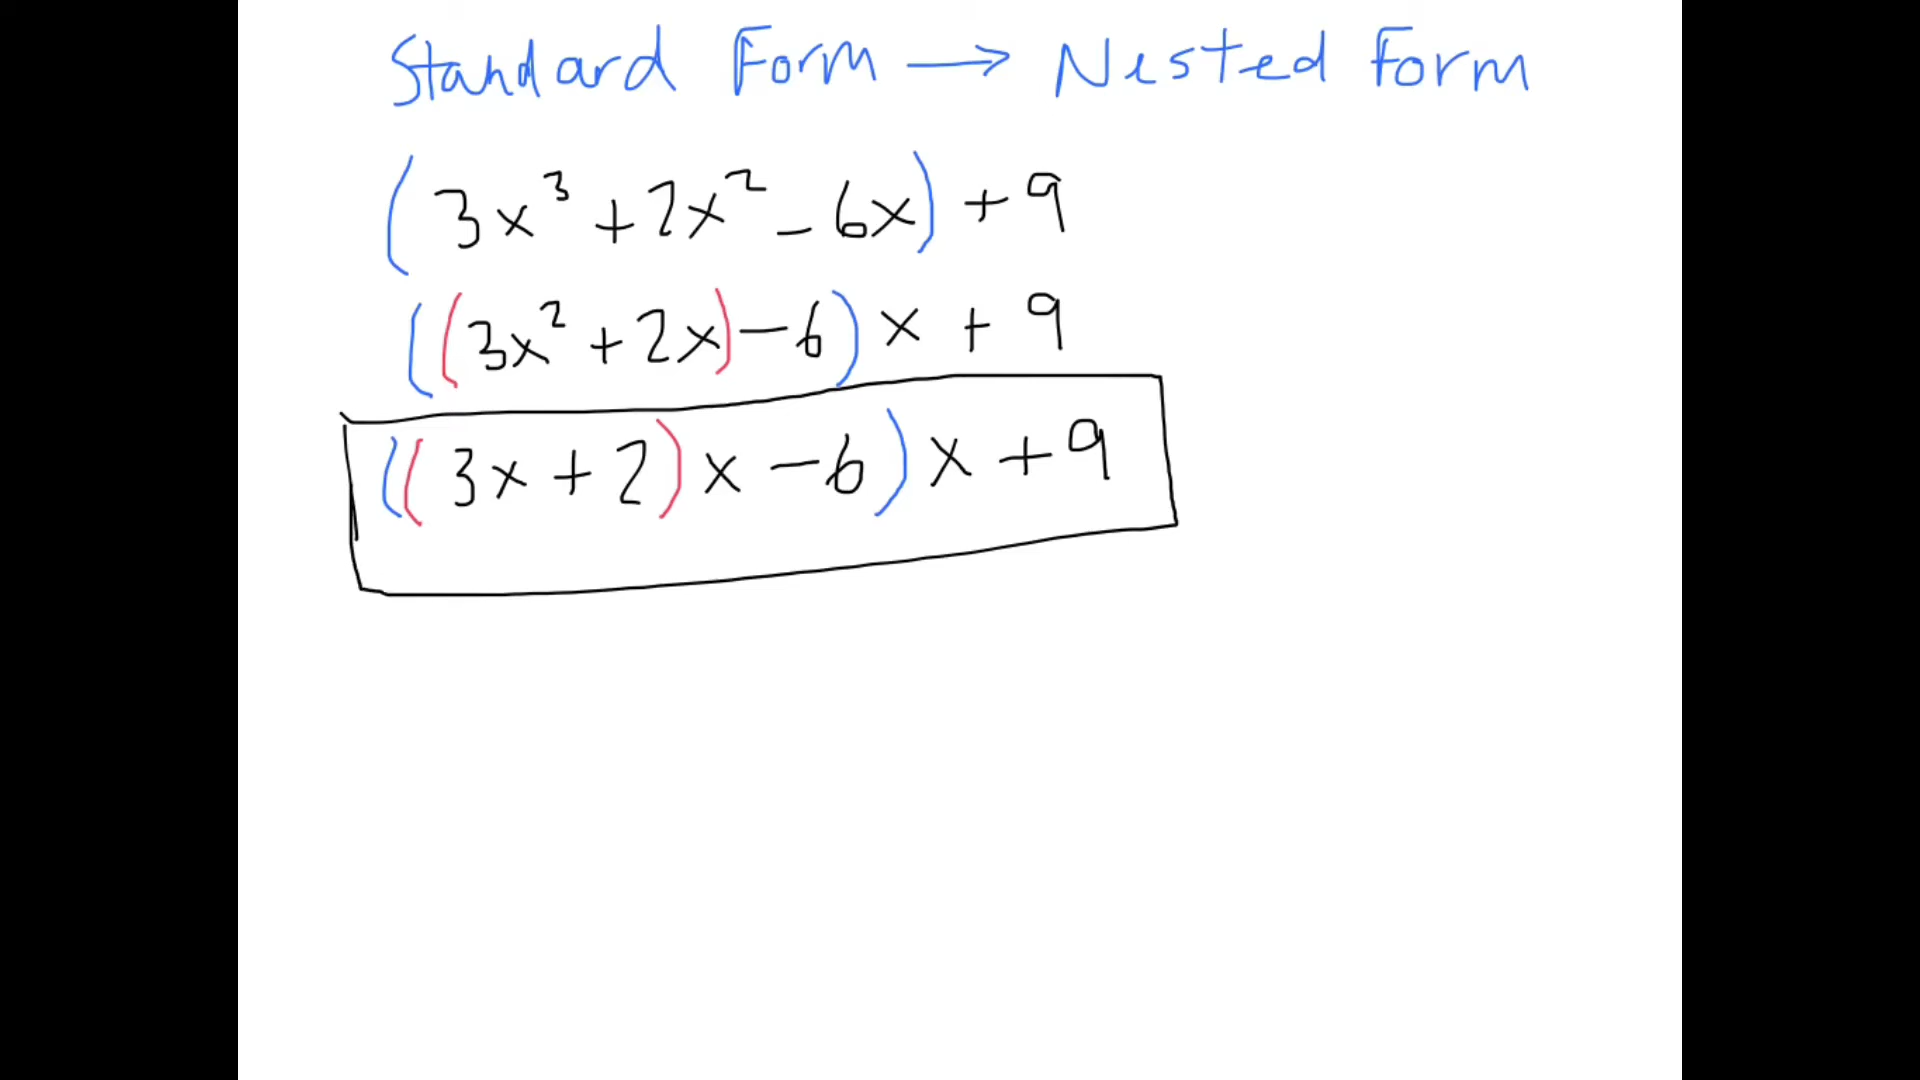 Standard Form → Nested Form
(3x³ + 2x² - 6x) + 9
((3x² + 2x) - 6) x + 9
((3x + 2) x - 6) x + 9